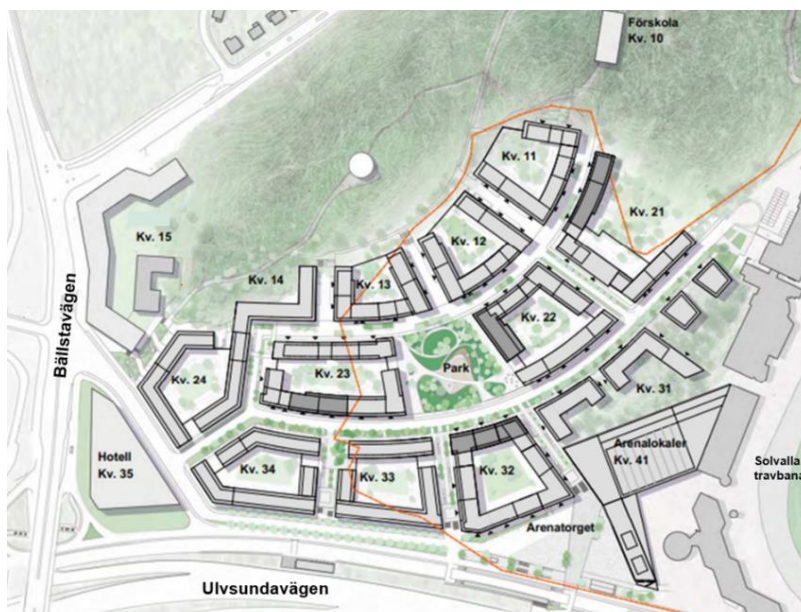 Förskola
Kv. 10
Kv. 11
Kv. 21
Kv. 15
Kv. 12
Kv. 14
Kv. 13
Kv. 22
Bällstavägen
Park
Kv. 24
Kv. 23
Kv. 31
Hotell
Kv. 35
Kv. 34
Kv. 33
Kv. 32
Arenalokaler
Kv. 41
Solvalla
travbana
Arenatorget
Ulvsundavägen